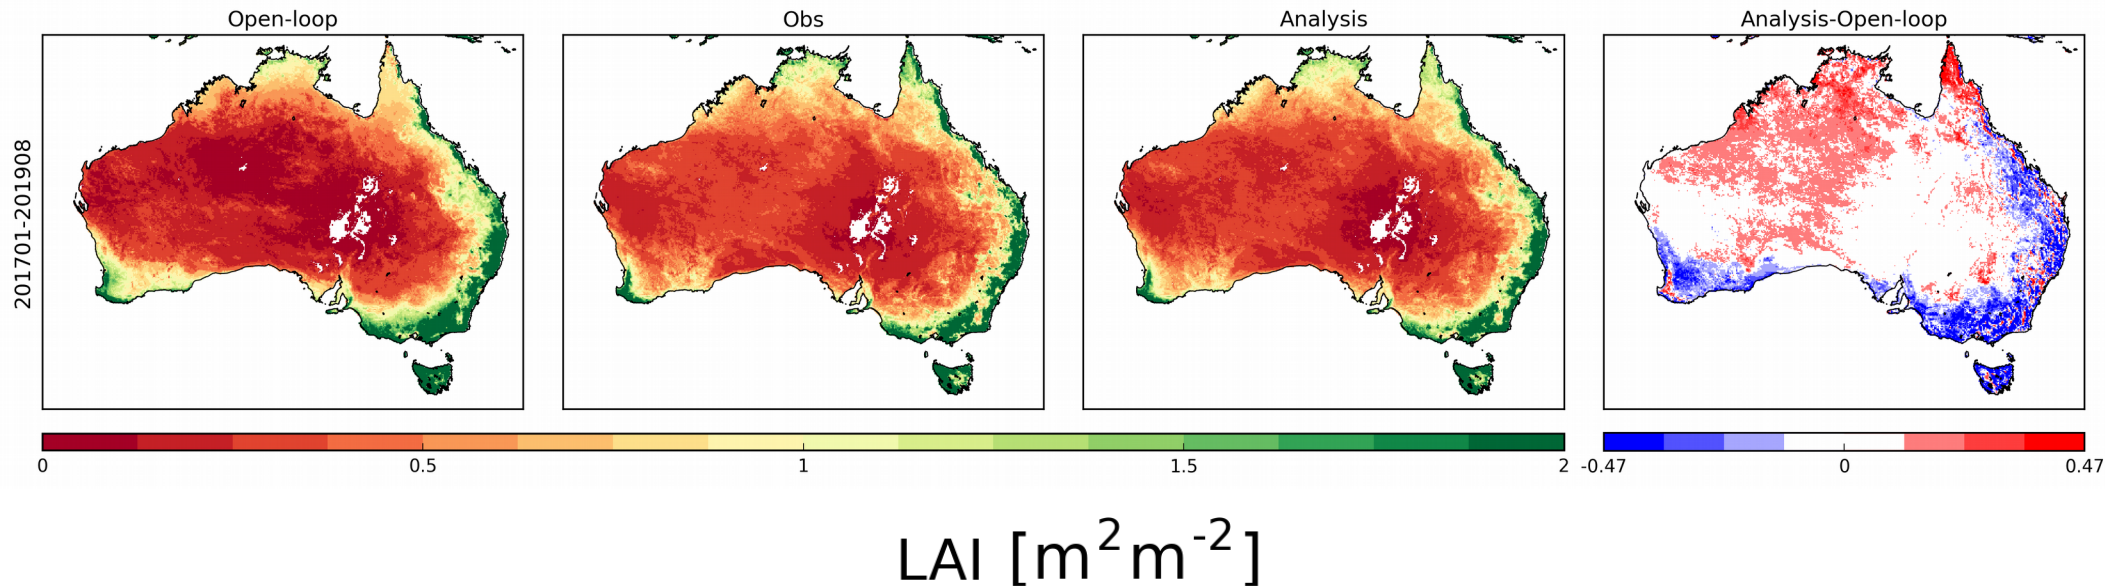 Open-loop Obs Analysis Analysis-Open-loop
201701-201908
0 0.5 1 1.5 2 -0.47 0 0.47
LAI [m²m⁻²]